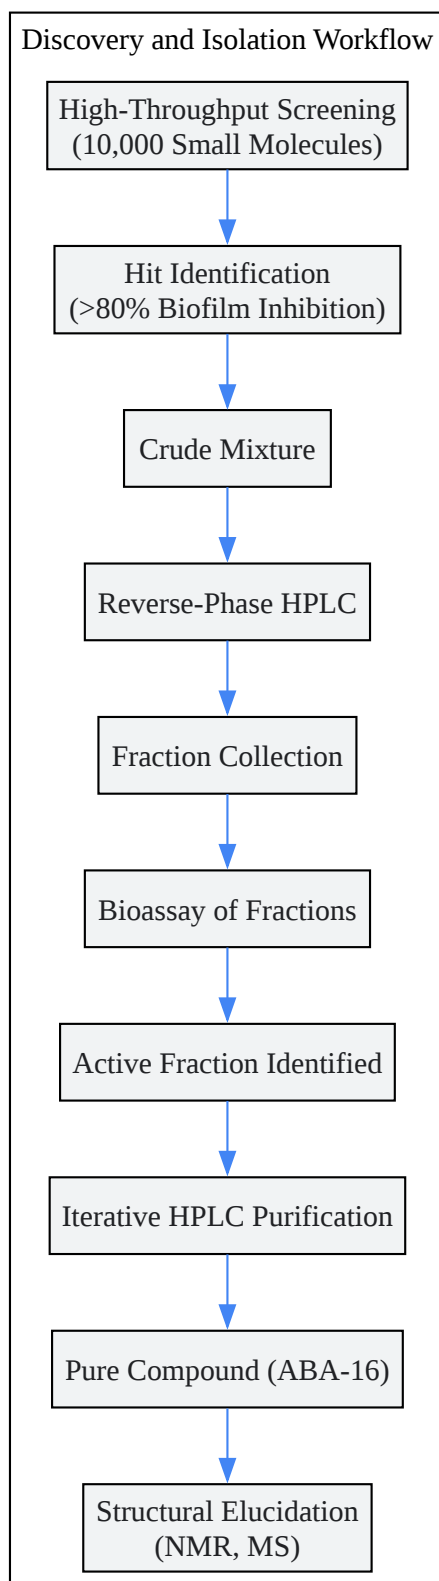 Discovery and Isolation Workflow
High-Throughput Screening
(10,000 Small Molecules)
Hit Identification
(>80% Biofilm Inhibition)
Crude Mixture
Reverse-Phase HPLC
Fraction Collection
Bioassay of Fractions
Active Fraction Identified
Iterative HPLC Purification
Pure Compound (ABA-16)
Structural Elucidation
(NMR, MS)